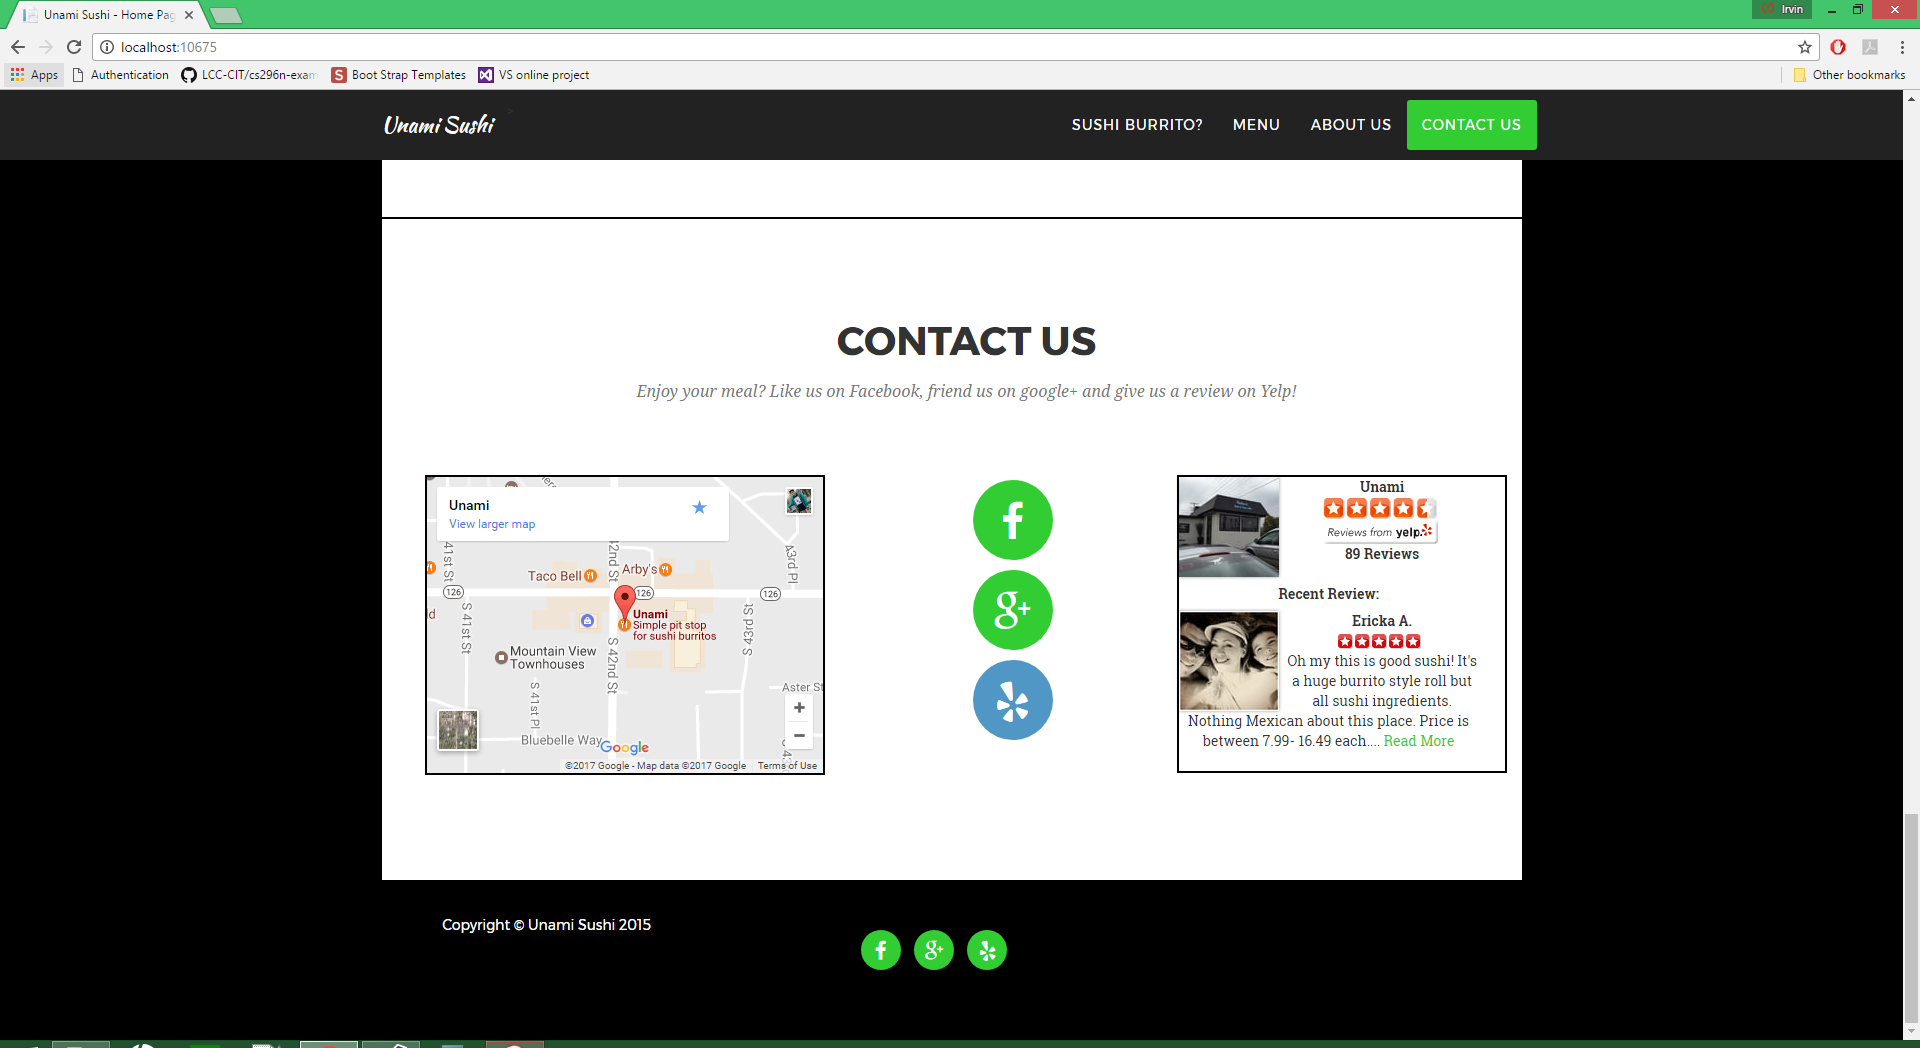 Unami Sushi - Home Pag
Irvin
localhost:10675
Apps
Authentication
LCC-CIT/cs296n-exam
Boot Strap Templates
VS online project
Other bookmarks
Unami Sushi
>
SUSHI BURRITO?
MENU
ABOUT US
CONTACT US
CONTACT US
Enjoy your meal? Like us on Facebook, friend us on google+ and give us a review on Yelp!
Unami
View larger map
41st St
42nd St
43rd Pl
Taco Bell
Arby's
126
126
126
d
Unami
Simple pit stop
for sushi burritos
S 41st St
S 42nd St
S 43rd St
Mountain View
Townhouses
S 41st Pl
Aster St
+
−
Bluebelle Way
Google
©2017 Google - Map data ©2017 Google
Terms of Use
f
g+
Unami
Reviews from yelp
89 Reviews
Recent Review:
Ericka A.
Oh my this is good sushi! It's
a huge burrito style roll but
all sushi ingredients.
Nothing Mexican about this place. Price is
between 7.99- 16.49 each.... Read More
Copyright © Unami Sushi 2015
f
g+